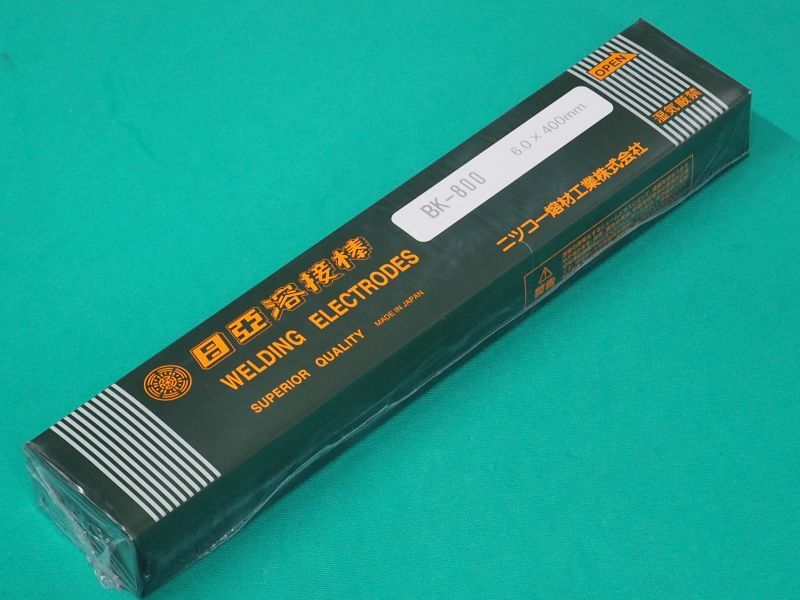 OPEN
湿気厳禁
BK-800
6.0×400mm
ニツコー熔材工業株式会社
日亞溶接棒
WELDING ELECTRODES
SUPERIOR QUALITY
MADE IN JAPAN
警告